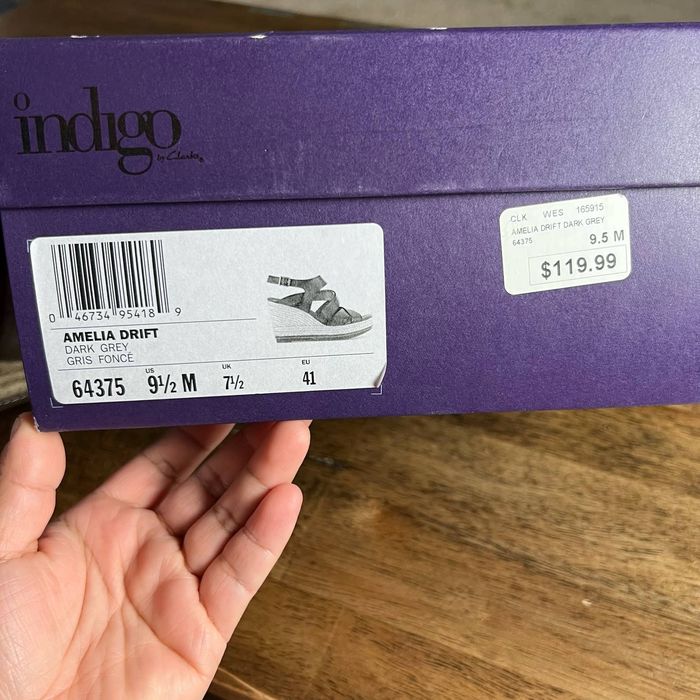 indigo
by Clarks
CLK WES 165915
AMELIA DRIFT DARK GREY
64375 9.5 M
$119.99
0 46734 95418 9
AMELIA DRIFT
DARK GREY
GRIS FONCÉ
US UK EU
64375 9½ M 7½ 41